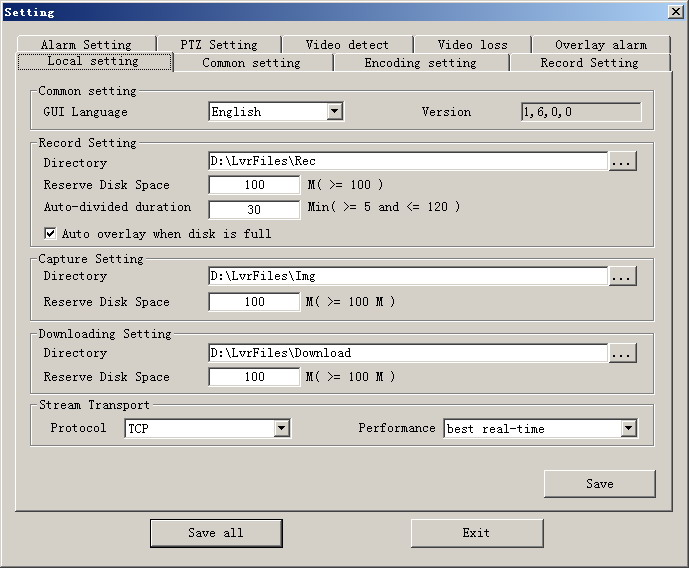 Setting
Alarm Setting PTZ Setting Video detect Video loss Overlay alarm
Local setting Common setting Encoding setting Record Setting
Common setting
GUI Language English Version 1,6,0,0
Record Setting
Directory D:\LvrFiles\Rec ...
Reserve Disk Space 100 M( >= 100 )
Auto-divided duration 30 Min( >= 5 and <= 120 )
Auto overlay when disk is full
Capture Setting
Directory D:\LvrFiles\Img ...
Reserve Disk Space 100 M( >= 100 M )
Downloading Setting
Directory D:\LvrFiles\Download ...
Reserve Disk Space 100 M( >= 100 M )
Stream Transport
Protocol TCP Performance best real-time
Save
Save all Exit